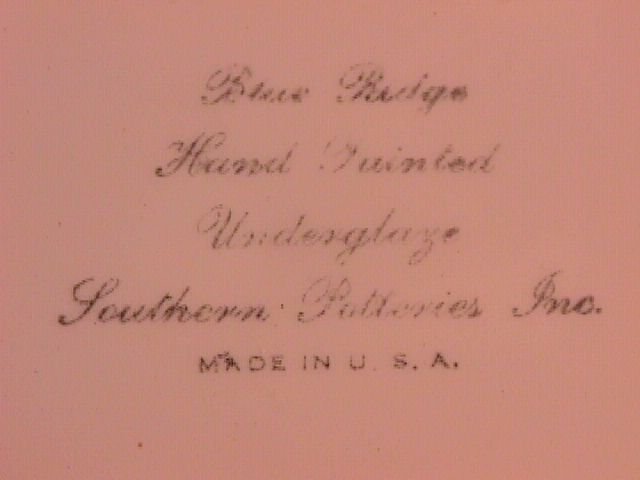 Blue Ridge
Hand Painted
Underglaze
Southern Potteries Inc.
MADE IN U. S. A.